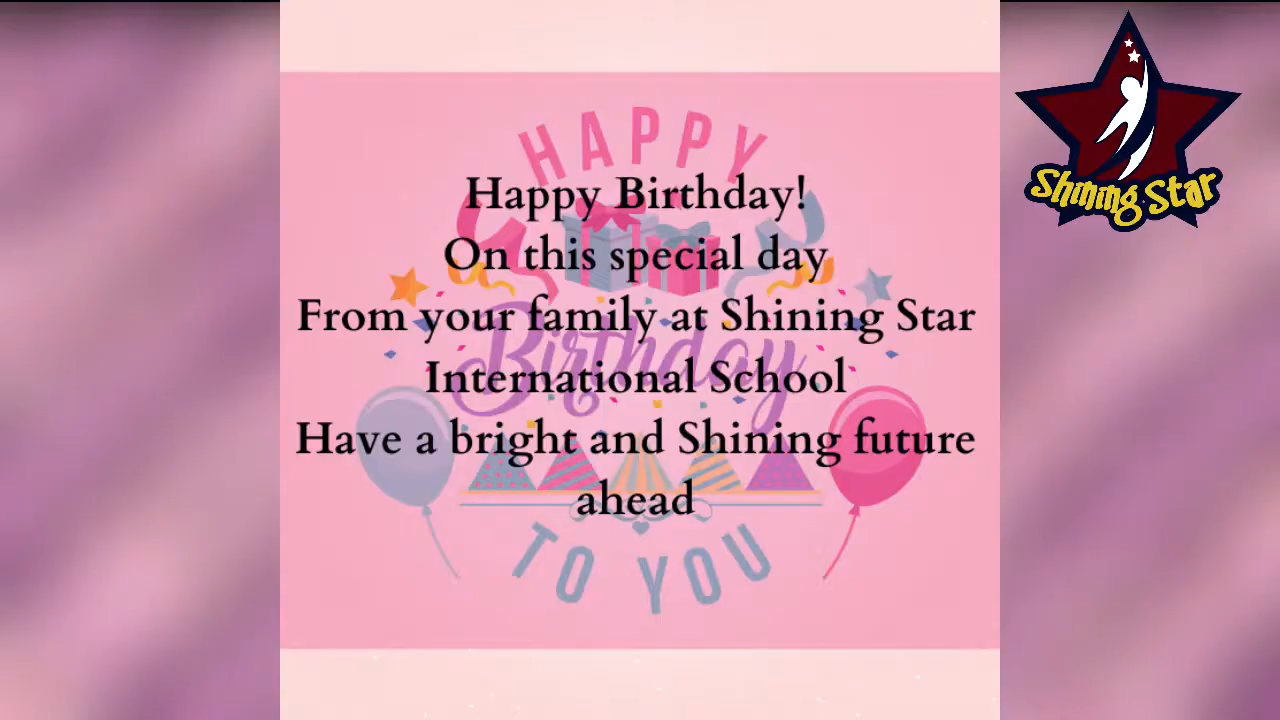 HAPPY
Happy Birthday!
On this special day
From your family at Shining Star
Birthday
International School
Have a bright and Shining future
ahead
TO YOU
Shining Star